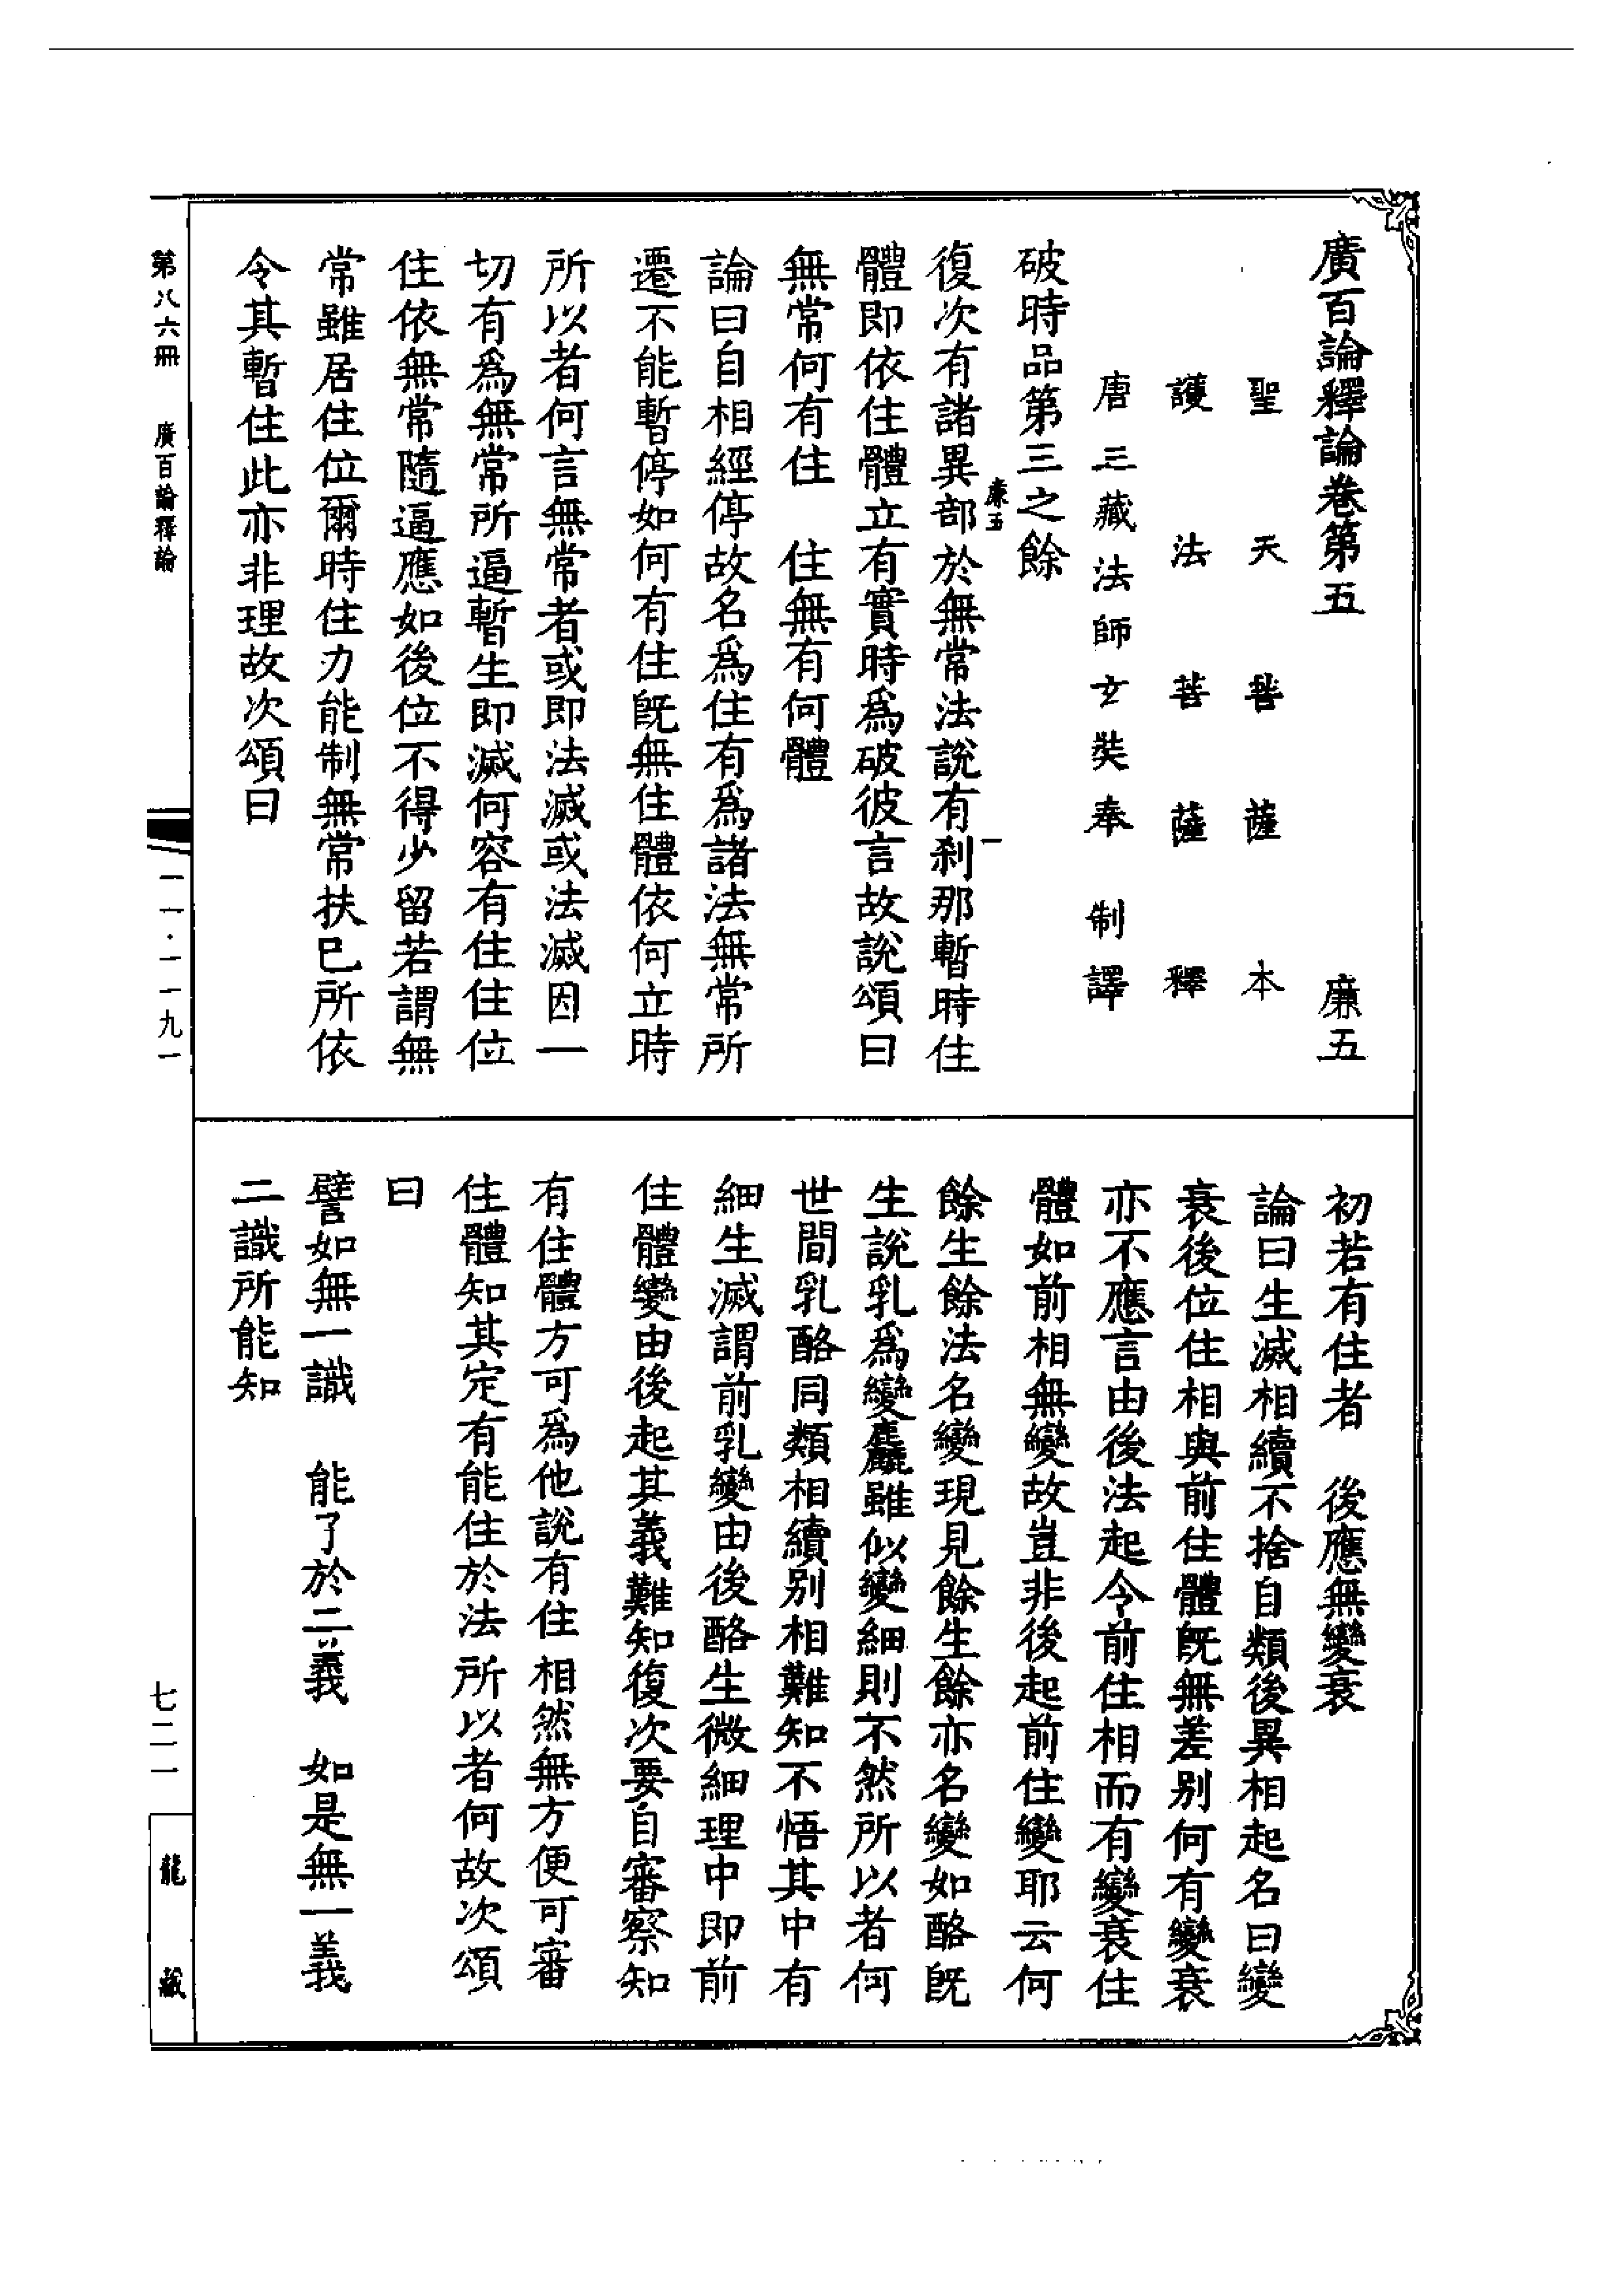 廣百論釋論卷第五　廉五
聖天菩薩本
護法菩薩釋
唐三藏法師玄奘奉　制譯
破時品第三之餘
廉五　一
復次有諸異部於無常法說有刹那暫時住
體即依住體立有實時爲破彼言故說頌曰
無常何有住　住無有何體
論曰自相經停故名爲住有爲諸法無常所
遷不能暫停如何有住旣無住體依何立時
所以者何言無常者或即法滅或法滅因一
切有爲無常所逼暫生即滅何容有住住位
住依無常隨逼應如後位不得少留若謂無
常雖居住位爾時住力能制無常扶已所依
令其暫住此亦非理故次頌曰
初若有住者　後應無變衰
論曰生滅相續不捨自類後異相起名曰變
衰後位住相與前住體旣無差别何有變衰
亦不應言由後法起令前住相而有變衰住
體如前相無變故豈非後起前住變耶云何
餘生餘法名變現見餘生餘亦名變如酪旣
生說乳爲變麤雖似變細則不然所以者何
世間乳酪同類相續别相難知不悟其中有
細生滅謂前乳變由後酪生微細理中即前
住體變由後起其義難知復次要自審察知
有住體方可爲他說有住相然無方便可審
住體知其定有能住於法所以者何故次頌
曰
譬如無一識　能了於二義　如是無一義
二識所能知
第八六冊　廣百論釋論
一一·一一九一
七二一
龍藏